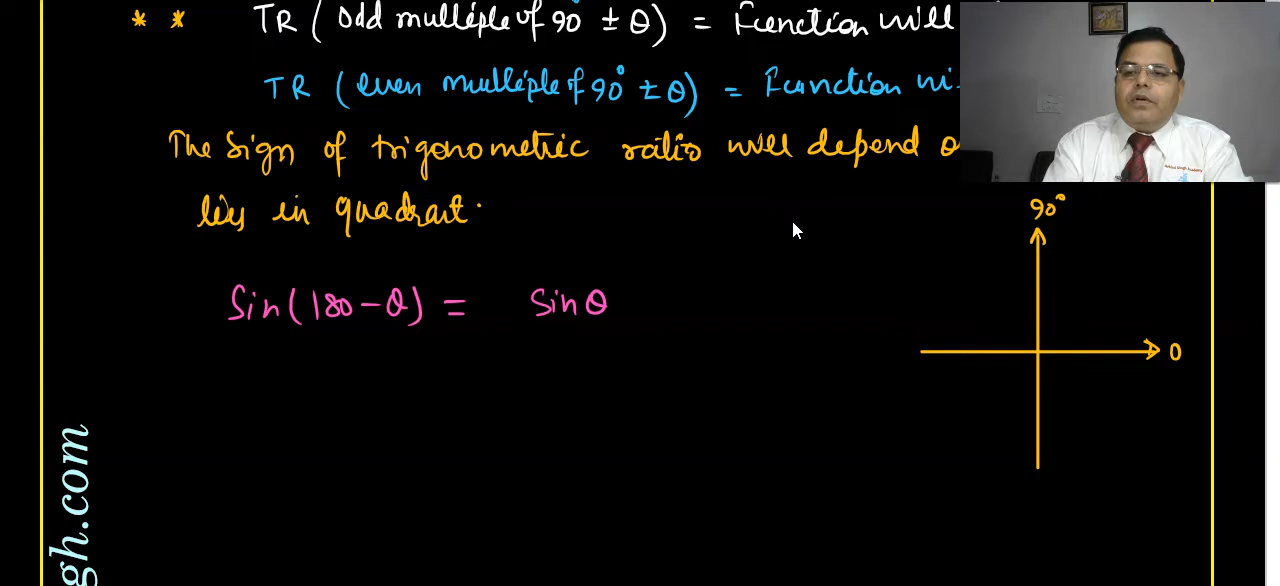 * * TR ( odd multiple of 90° ± θ ) = Function will
TR ( even multiple of 90° ± θ ) = Function wi
The Sign of trigonometric ratio will depend o
lies in quadrant.
90°
Sin(180 - θ) = Sin θ
0
gh.com